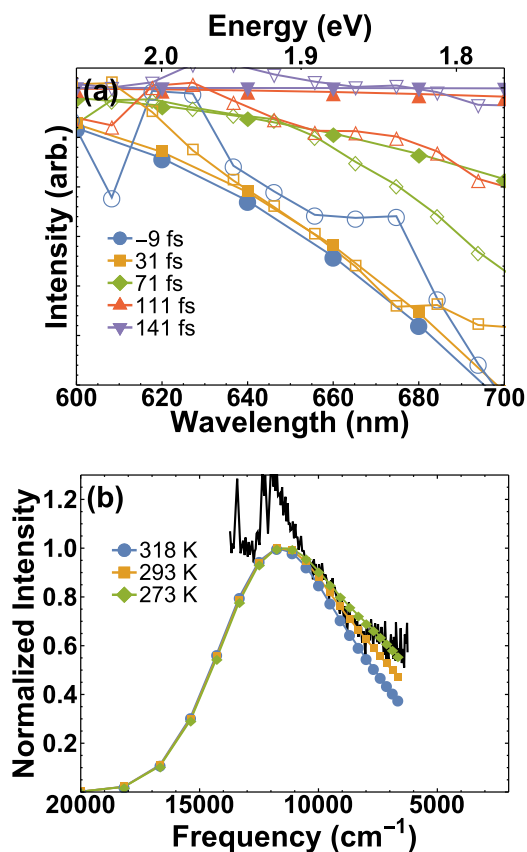 Energy (eV)
2.0 1.9 1.8
(a)
Intensity (arb.)
−9 fs
31 fs
71 fs
111 fs
141 fs
600 620 640 660 680 700
Wavelength (nm)
(b)
1.2
1.0
0.8
0.6
0.4
0.2
0.0
Normalized Intensity
318 K
293 K
273 K
20000 15000 10000 5000
Frequency (cm⁻¹)